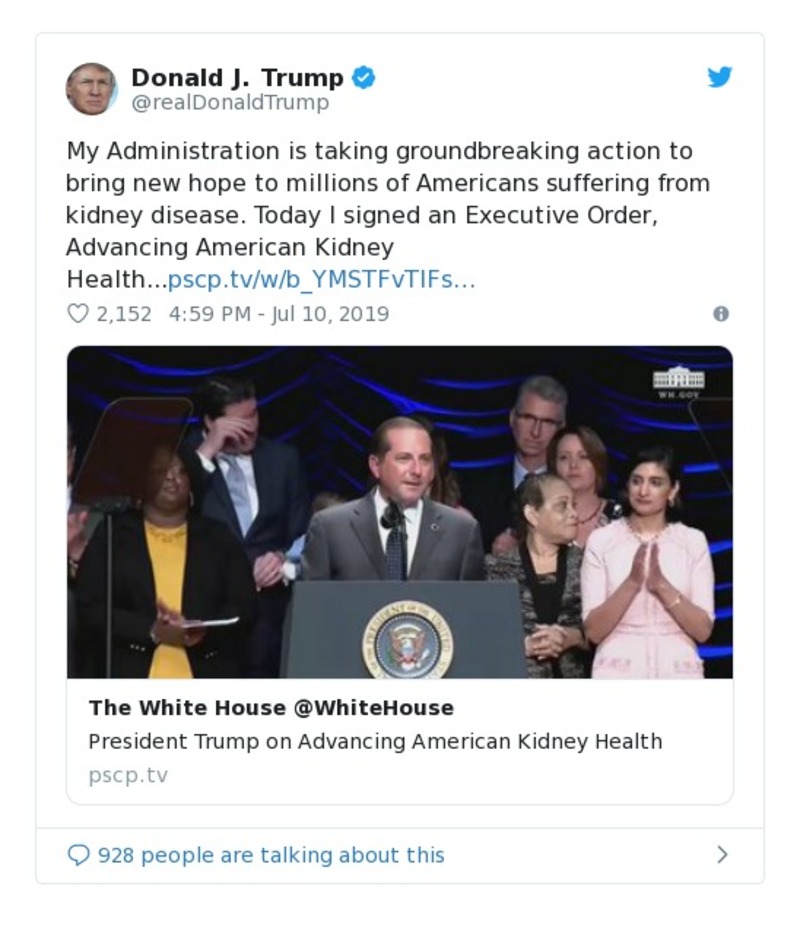 Donald J. Trump
@realDonaldTrump
My Administration is taking groundbreaking action to
bring new hope to millions of Americans suffering from
kidney disease. Today I signed an Executive Order,
Advancing American Kidney
Health...pscp.tv/w/b_YMSTFvTIFs...
2,152 4:59 PM - Jul 10, 2019
WH.GOV
The White House @WhiteHouse
President Trump on Advancing American Kidney Health
pscp.tv
928 people are talking about this